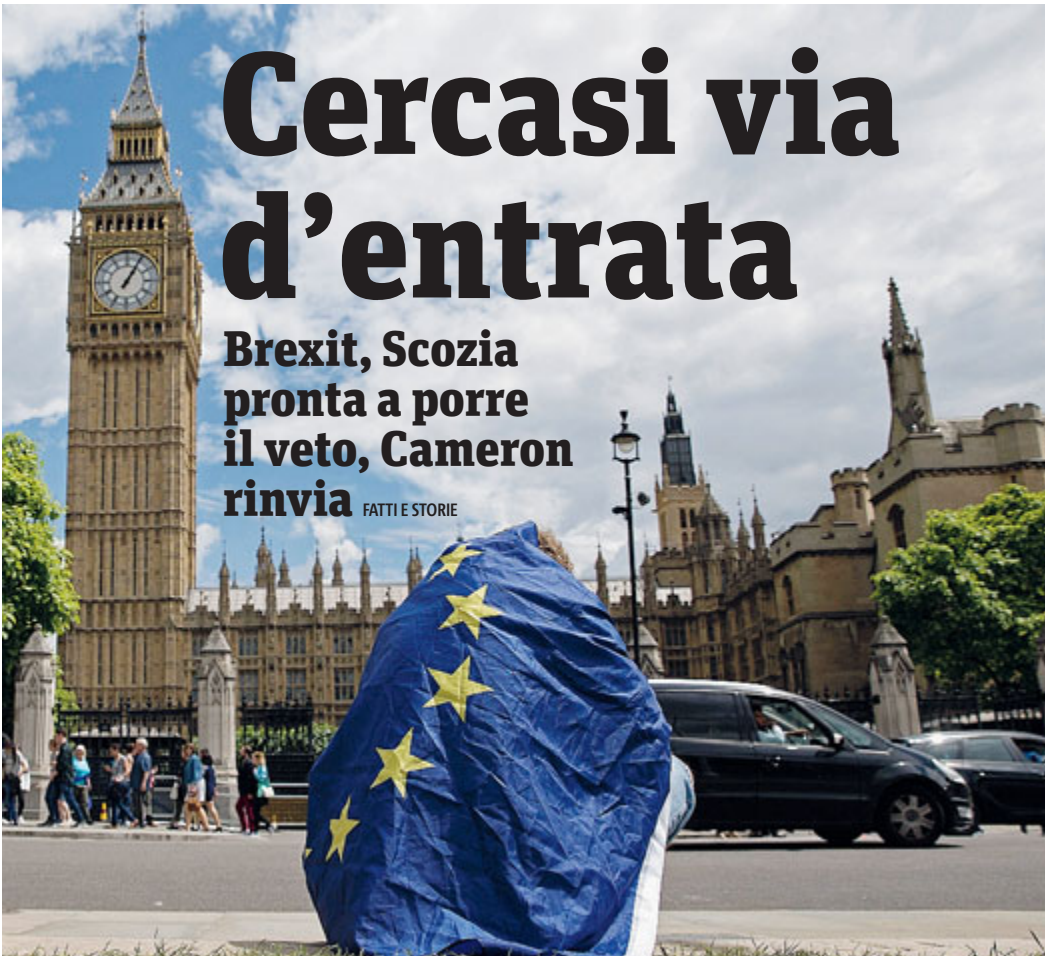 Cercasi via
d’entrata
Brexit, Scozia
pronta a porre
il veto, Cameron
rinvia FATTI E STORIE